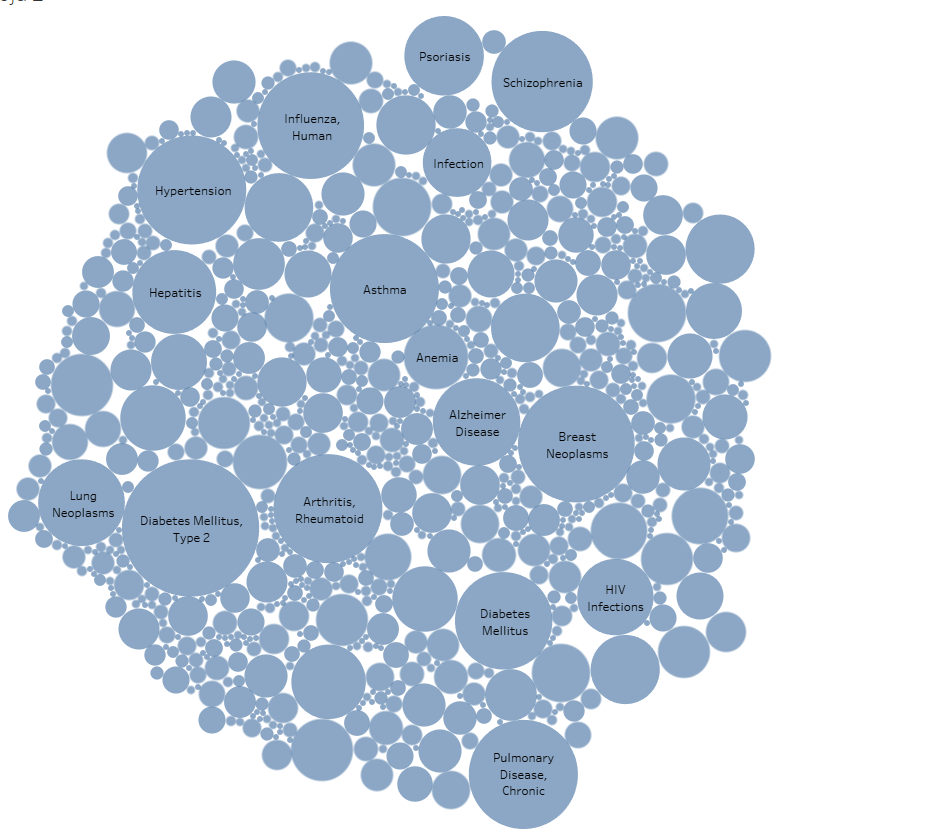 Psoriasis
Schizophrenia
Influenza,
Human
Infection
Hypertension
Hepatitis
Asthma
Anemia
Alzheimer
Disease
Breast
Neoplasms
Lung
Neoplasms
Diabetes Mellitus,
Type 2
Arthritis,
Rheumatoid
HIV
Infections
Diabetes
Mellitus
Pulmonary
Disease,
Chronic